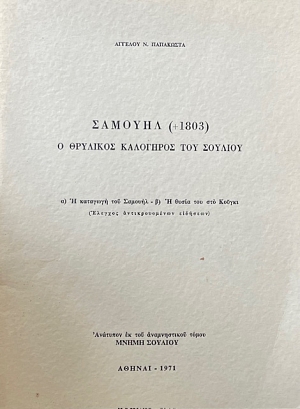 ΑΓΓΕΛΟΥ Ν. ΠΑΠΑΚΩΣΤΑ
ΣΑΜΟΥΗΛ (+1803)
Ο ΘΡΥΛΙΚΟΣ ΚΑΛΟΓΗΡΟΣ ΤΟΥ ΣΟΥΛΙΟΥ
α) Ἡ καταγωγὴ τοῦ Σαμουὴλ - β) Ἡ θυσία του στὸ Κούγκι
(Ἔλεγχος ἀντικρουομένων εἰδήσεων)
Ἀνάτυπον ἐκ τοῦ ἀναμνηστικοῦ τόμου
ΜΝΗΜΗ ΣΟΥΛΙΟΥ
ΑΘΗΝΑΙ - 1971